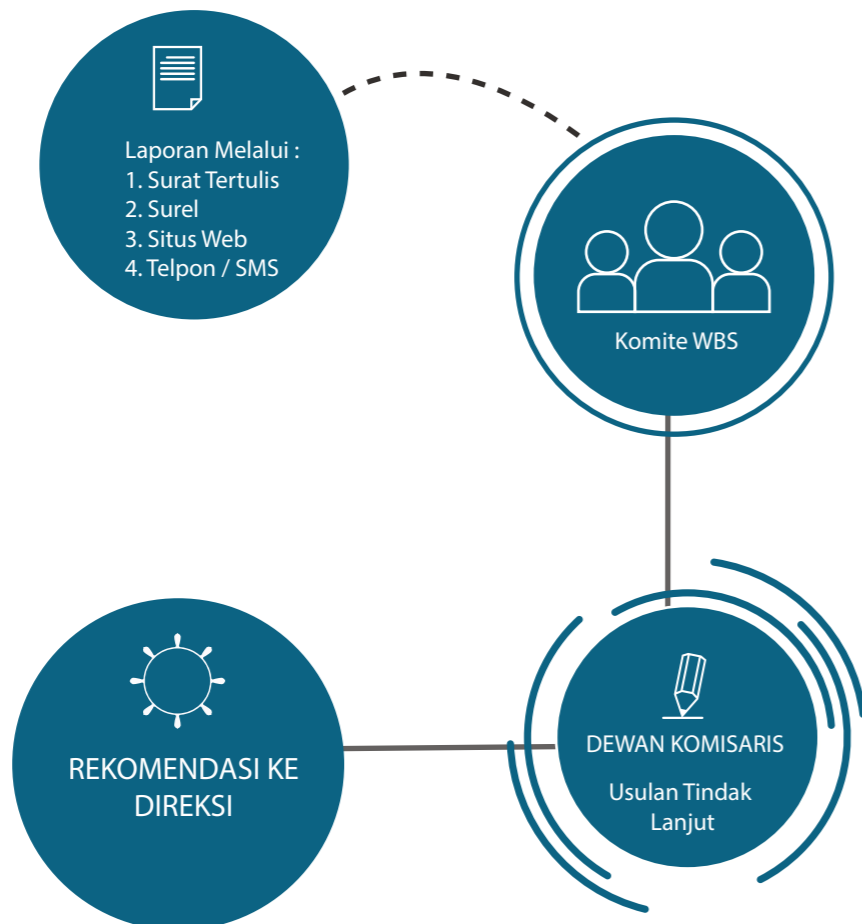 Laporan Melalui :
1. Surat Tertulis
2. Surel
3. Situs Web
4. Telpon / SMS
Komite WBS
DEWAN KOMISARIS
Usulan Tindak
Lanjut
REKOMENDASI KE
DIREKSI